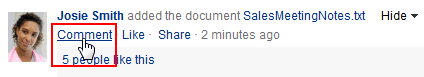 Josie Smith added the document SalesMeetingNotes.txt Hide
Comment · Like · Share · 2 minutes ago
5 people like this